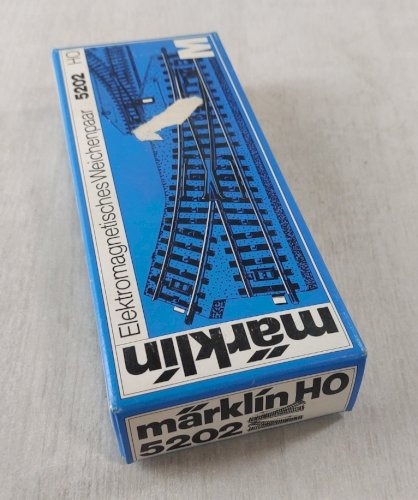 M
Elektromagnetisches Weichenpaar 5202 HO
märklin
märklin HO
5202